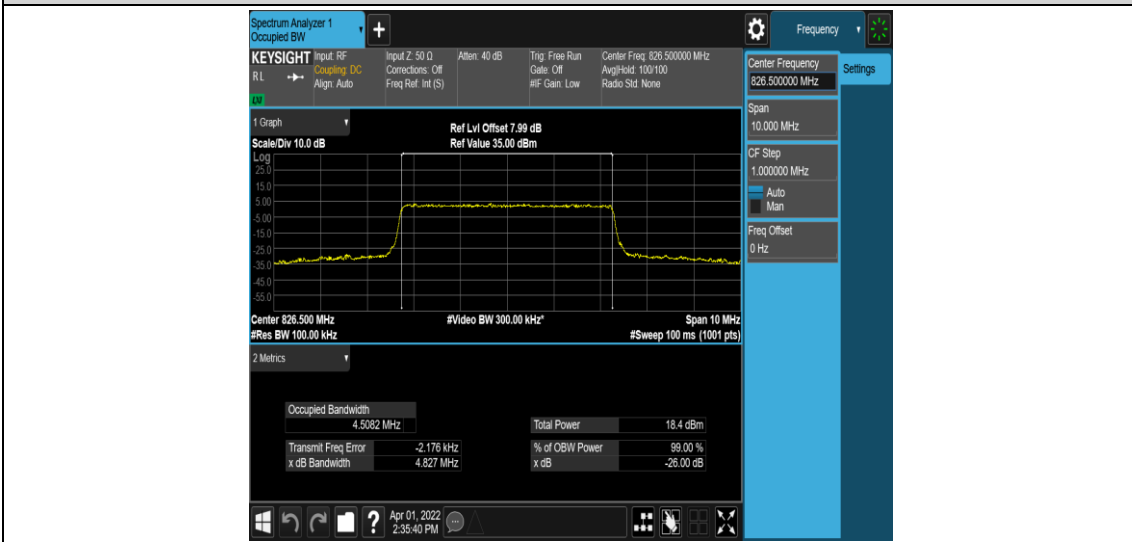 Spectrum Analyzer 1
Occupied BW
+
Frequency
KEYSIGHT
R L
LXI
Input: RF
Coupling: DC
Align: Auto
Input Z: 50 Ω
Corrections: Off
Freq Ref: Int (S)
Atten: 40 dB
Trig: Free Run
Gate: Off
#IF Gain: Low
Center Freq: 826.500000 MHz
Avg|Hold: 100/100
Radio Std: None
Center Frequency
826.500000 MHz
Settings
Span
10.000 MHz
CF Step
1.000000 MHz
Auto
Man
Freq Offset
0 Hz
1 Graph
Scale/Div 10.0 dB
Ref Lvl Offset 7.99 dB
Ref Value 35.00 dBm
Log
25.0
15.0
5.00
-5.00
-15.0
-25.0
-35.0
-45.0
-55.0
Center 826.500 MHz
#Video BW 300.00 kHz*
Span 10 MHz
#Res BW 100.00 kHz
#Sweep 100 ms (1001 pts)
2 Metrics
Occupied Bandwidth
4.5082 MHz
Total Power 18.4 dBm
Transmit Freq Error -2.176 kHz
% of OBW Power 99.00 %
x dB Bandwidth 4.827 MHz
x dB -26.00 dB
?
Apr 01, 2022
2:35:40 PM